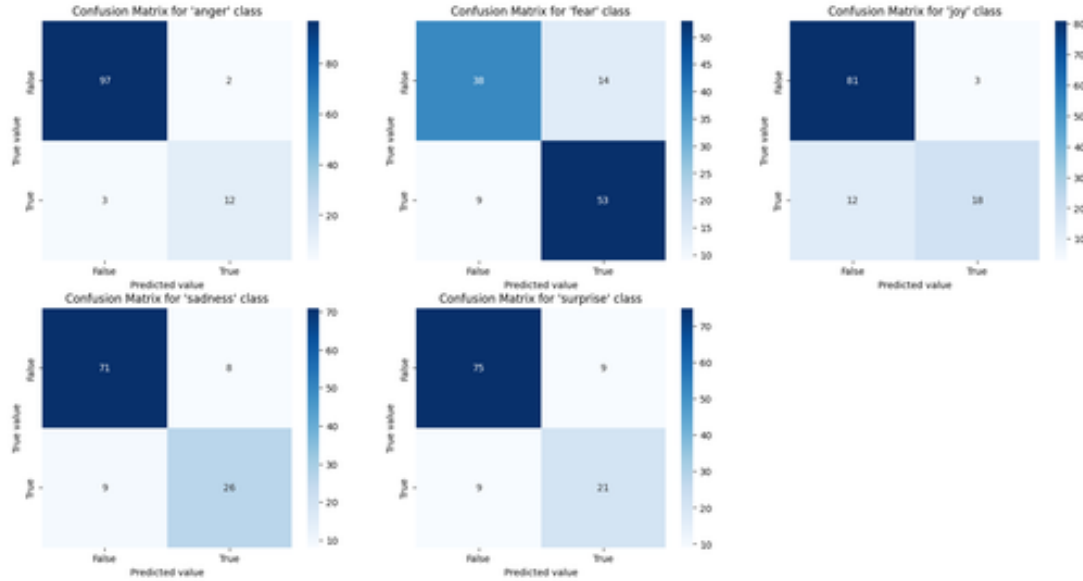 Confusion Matrix for 'anger' class
False
True
True value
97
2
3
12
False
True
Predicted value
80
60
40
20
Confusion Matrix for 'fear' class
False
True
True value
38
14
9
53
False
True
Predicted value
50
45
40
35
30
25
20
15
10
Confusion Matrix for 'joy' class
False
True
True value
81
3
12
18
False
True
Predicted value
80
70
60
50
40
30
20
10
Confusion Matrix for 'sadness' class
False
True
True value
71
8
9
26
False
True
Predicted value
70
60
50
40
30
20
10
Confusion Matrix for 'surprise' class
False
True
True value
75
9
9
21
False
True
Predicted value
70
60
50
40
30
20
10